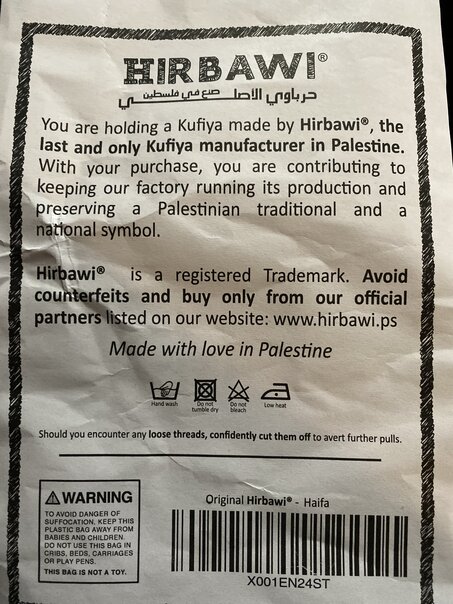 HIRBAWI®
حرباوي الاصلي صنع في فلسطين
You are holding a Kufiya made by Hirbawi®, the
last and only Kufiya manufacturer in Palestine.
With your purchase, you are contributing to
keeping our factory running its production and
preserving a Palestinian traditional and a
national symbol.
Hirbawi® is a registered Trademark. Avoid
counterfeits and buy only from our official
partners listed on our website: www.hirbawi.ps
Made with love in Palestine
Hand wash
Do not tumble dry
Do not bleach
Low heat
Should you encounter any loose threads, confidently cut them off to avert further pulls.
WARNING
TO AVOID DANGER OF
SUFFOCATION, KEEP THIS
PLASTIC BAG AWAY FROM
BABIES AND CHILDREN.
DO NOT USE THIS BAG IN
CRIBS, BEDS, CARRIAGES
OR PLAY PENS.
THIS BAG IS NOT A TOY.
Original Hirbawi® - Haifa
X001EN24ST